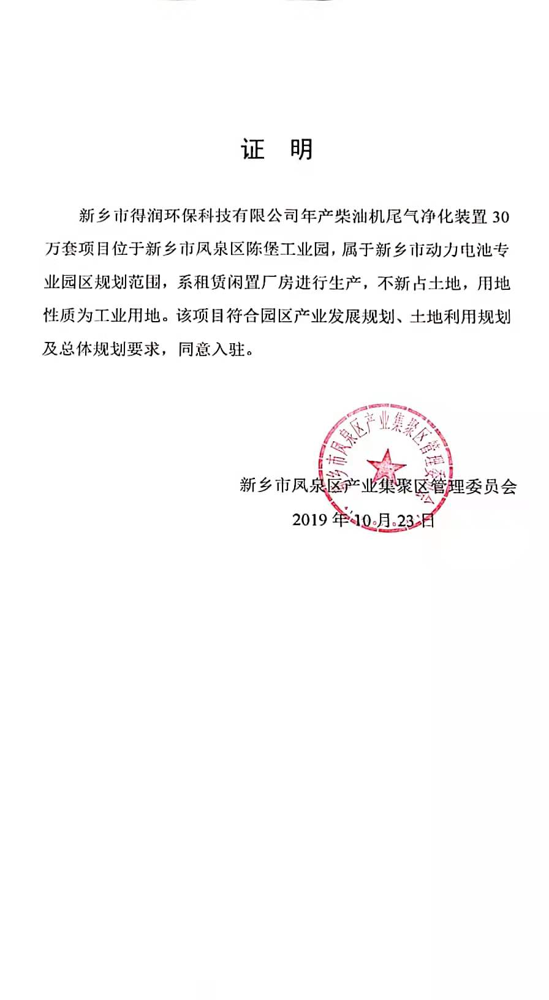 证 明
新乡市得润环保科技有限公司年产柴油机尾气净化装置 30
万套项目位于新乡市凤泉区陈堡工业园，属于新乡市动力电池专
业园区规划范围，系租赁闲置厂房进行生产，不新占土地，用地
性质为工业用地。该项目符合园区产业发展规划、土地利用规划
及总体规划要求，同意入驻。
新乡市凤泉区产业集聚区管理委员会
新乡市凤泉区产业集聚区管理委员会
2019 年 10 月 23 日